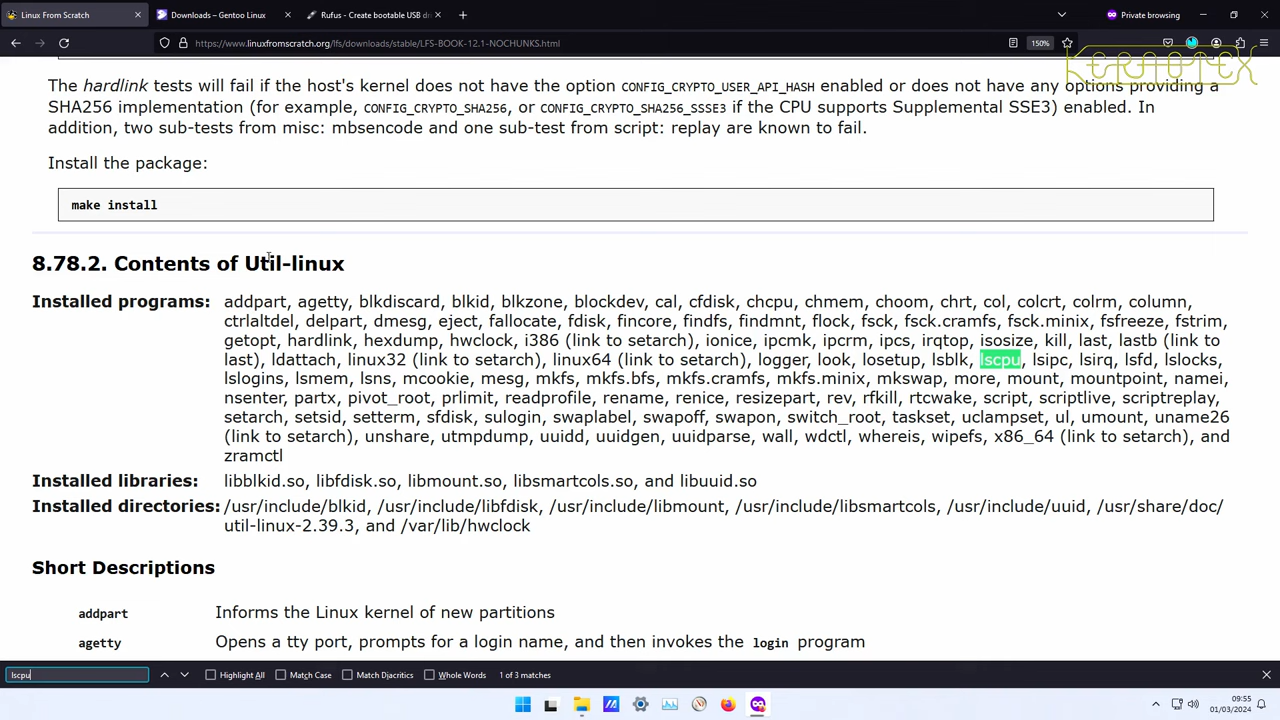 Linux From Scratch
Downloads – Gentoo Linux
Rufus - Create bootable USB dri
Private browsing
https://www.linuxfromscratch.org/lfs/downloads/stable/LFS-BOOK-12.1-NOCHUNKS.html
150%
KERNOTEX
The hardlink tests will fail if the host's kernel does not have the option CONFIG_CRYPTO_USER_API_HASH enabled or does not have any options providing a
SHA256 implementation (for example, CONFIG_CRYPTO_SHA256, or CONFIG_CRYPTO_SHA256_SSSE3 if the CPU supports Supplemental SSE3) enabled. In
addition, two sub-tests from misc: mbsencode and one sub-test from script: replay are known to fail.
Install the package:
make install
8.78.2. Contents of Util-linux
Installed programs: addpart, agetty, blkdiscard, blkid, blkzone, blockdev, cal, cfdisk, chcpu, chmem, choom, chrt, col, colcrt, colrm, column,
ctrlaltdel, delpart, dmesg, eject, fallocate, fdisk, fincore, findfs, findmnt, flock, fsck, fsck.cramfs, fsck.minix, fsfreeze, fstrim,
getopt, hardlink, hexdump, hwclock, i386 (link to setarch), ionice, ipcmk, ipcrm, ipcs, irqtop, isosize, kill, last, lastb (link to
last), ldattach, linux32 (link to setarch), linux64 (link to setarch), logger, look, losetup, lsblk, lscpu, lsipc, lsirq, lsfd, lslocks,
lslogins, lsmem, lsns, mcookie, mesg, mkfs, mkfs.bfs, mkfs.cramfs, mkfs.minix, mkswap, more, mount, mountpoint, namei,
nsenter, partx, pivot_root, prlimit, readprofile, rename, renice, resizepart, rev, rfkill, rtcwake, script, scriptlive, scriptreplay,
setarch, setsid, setterm, sfdisk, sulogin, swaplabel, swapoff, swapon, switch_root, taskset, uclampset, ul, umount, uname26
(link to setarch), unshare, utmpdump, uuidd, uuidgen, uuidparse, wall, wdctl, whereis, wipefs, x86_64 (link to setarch), and
zramctl
Installed libraries: libblkid.so, libfdisk.so, libmount.so, libsmartcols.so, and libuuid.so
Installed directories: /usr/include/blkid, /usr/include/libfdisk, /usr/include/libmount, /usr/include/libsmartcols, /usr/include/uuid, /usr/share/doc/
util-linux-2.39.3, and /var/lib/hwclock
Short Descriptions
addpart Informs the Linux kernel of new partitions
agetty Opens a tty port, prompts for a login name, and then invokes the login program
lscpu
Highlight All
Match Case
Match Diacritics
Whole Words
1 of 3 matches
09:55
01/03/2024